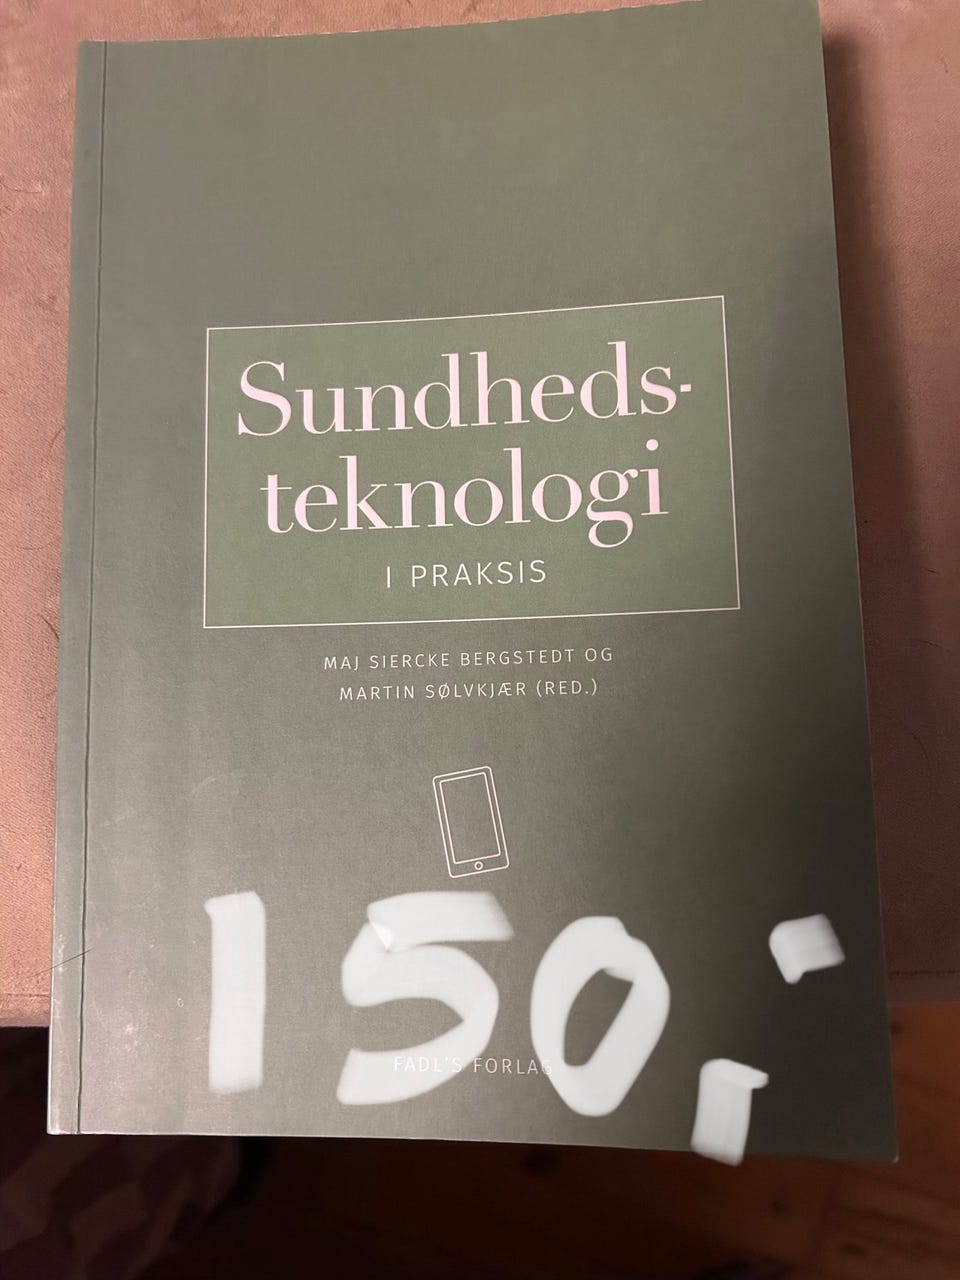 Sundheds-
teknologi
I PRAKSIS
MAJ SIERCKE BERGSTEDT OG
MARTIN SØLVKJÆR (RED.)
150,-
FADL'S FORLAG